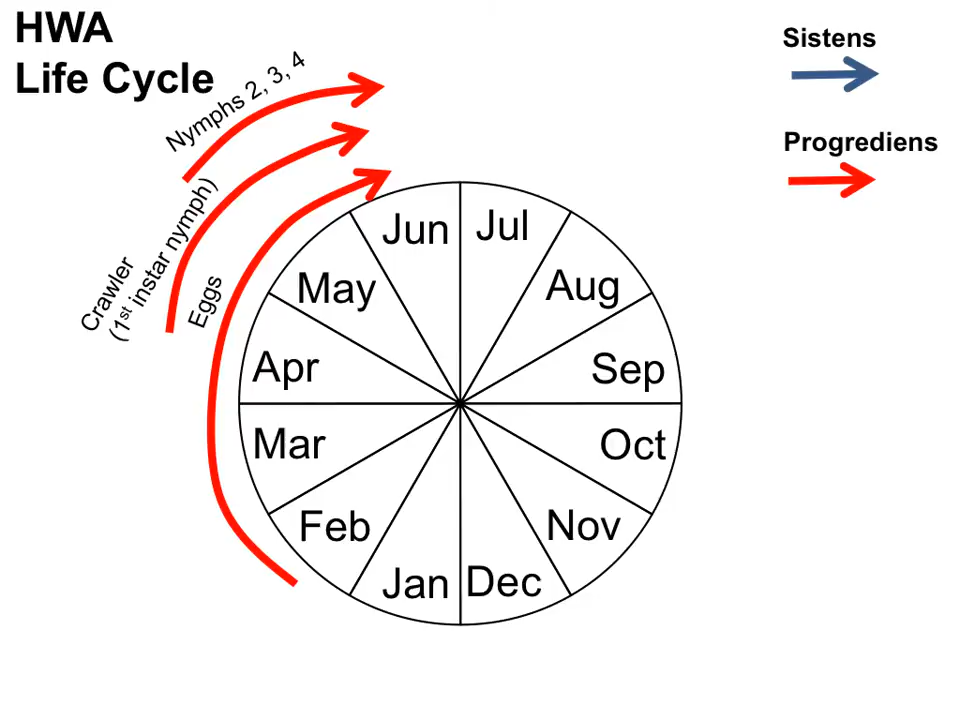 HWA
Life Cycle
Sistens
Progrediens
Nymphs 2, 3, 4
Crawler
(1st instar nymph)
Eggs
Jun
Jul
May
Aug
Apr
Sep
Mar
Oct
Feb
Nov
Jan
Dec